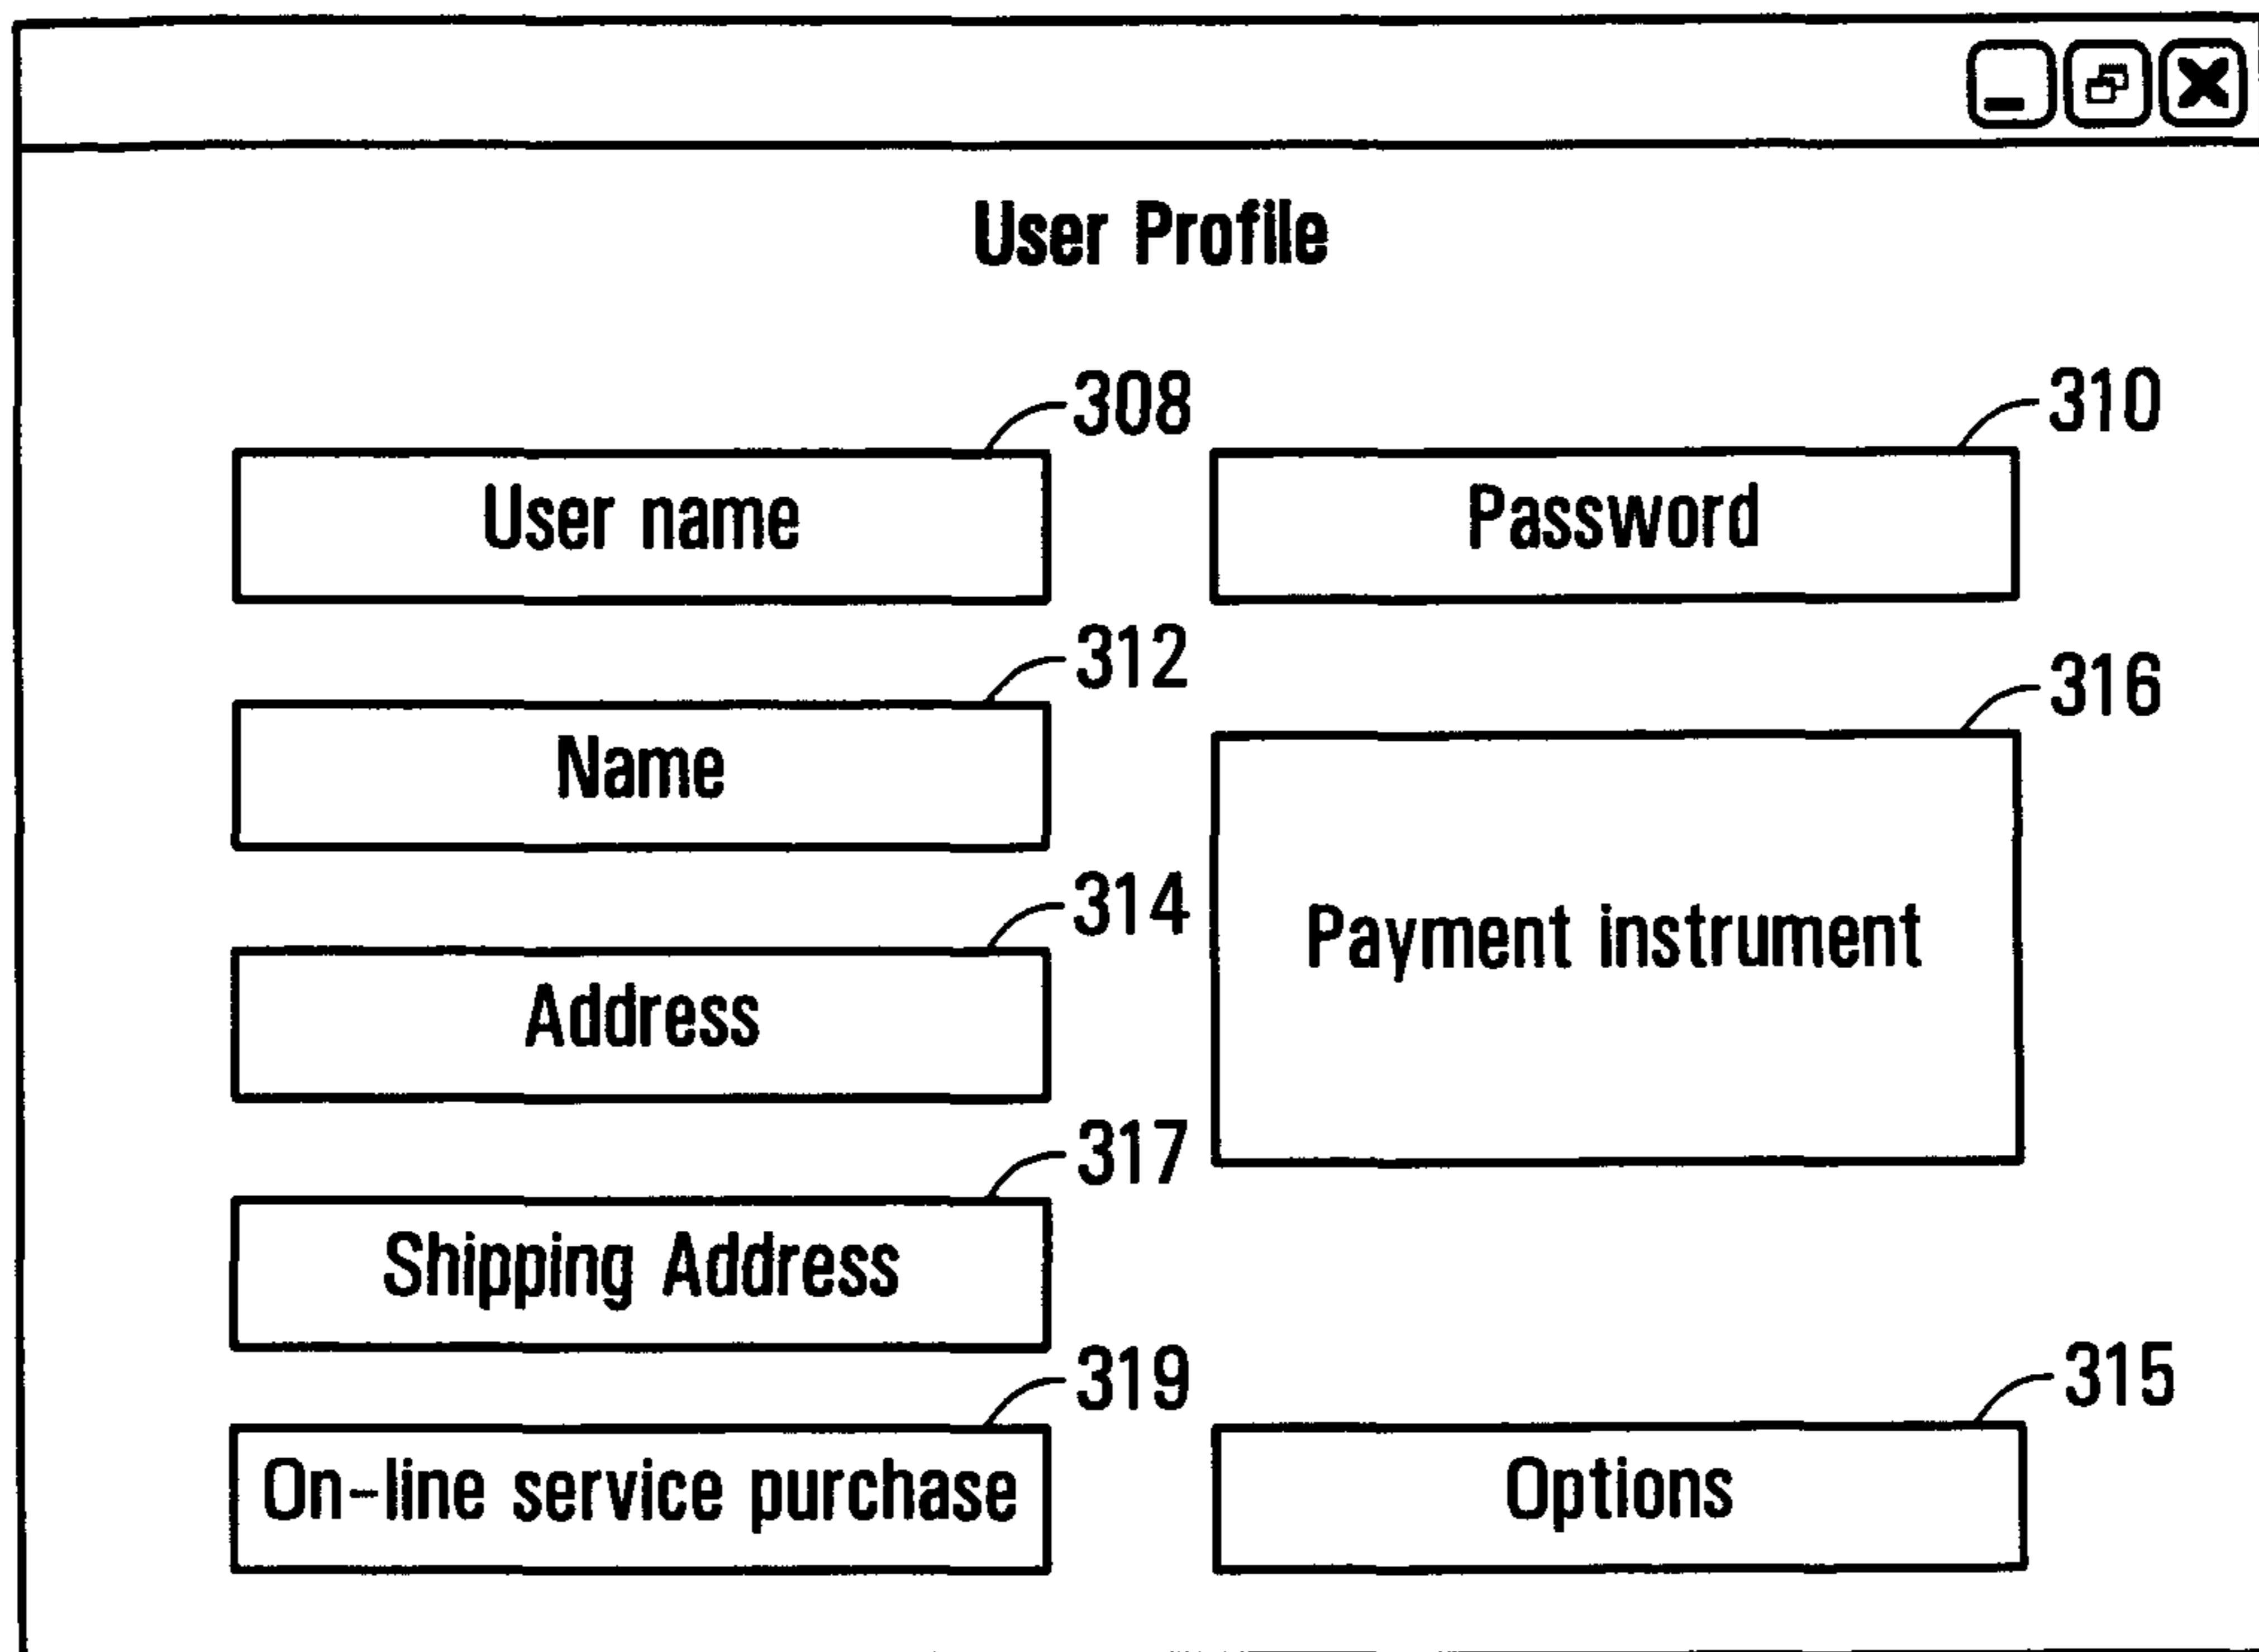 User Profile
308
310
User name
Password
312
316
Name
314
Payment instrument
Address
317
Shipping Address
319
315
On-line service purchase
Options